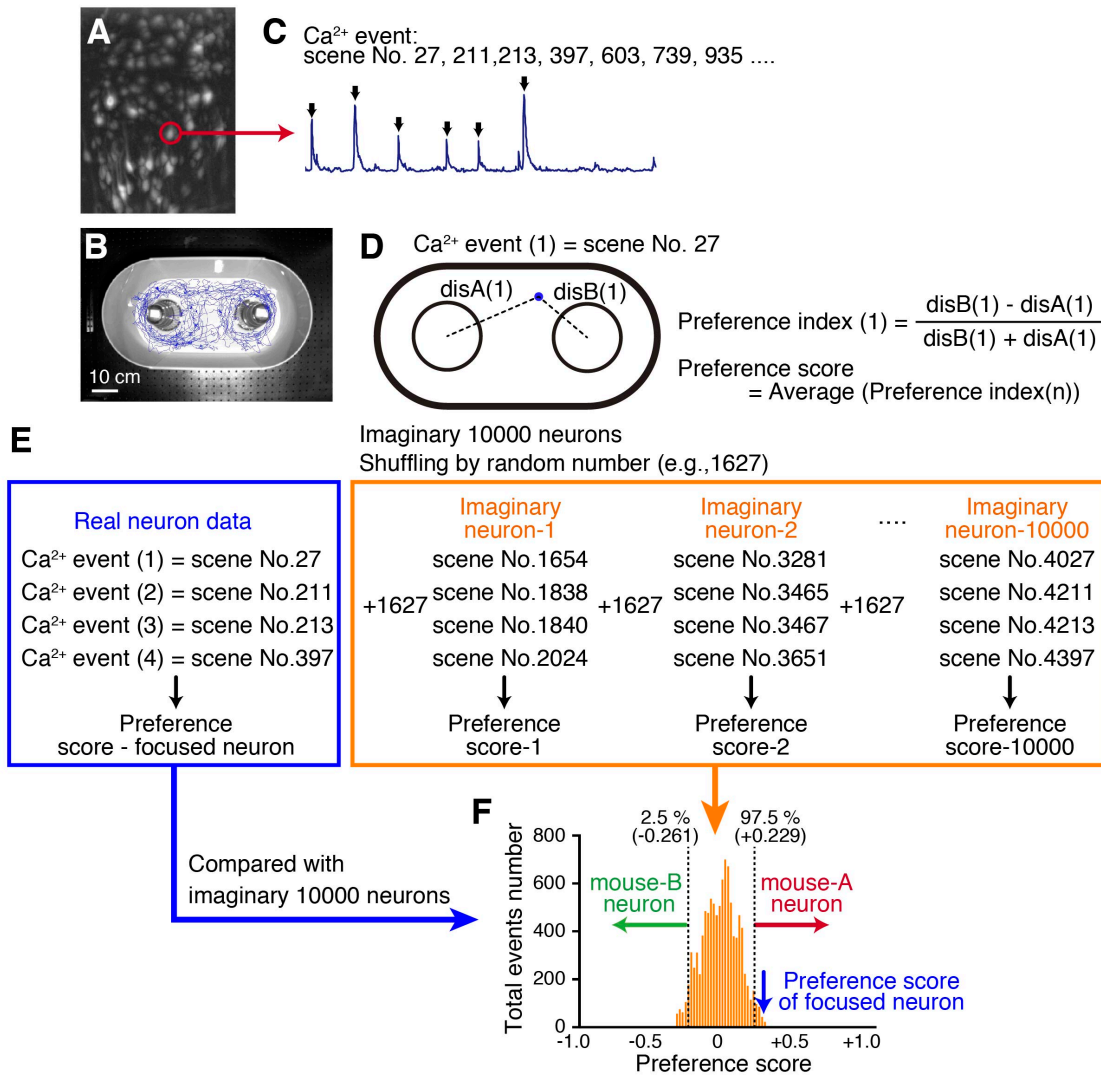 A
C
Ca²⁺ event:
scene No. 27, 211,213, 397, 603, 739, 935 ....
B
10 cm
D
Ca²⁺ event (1) = scene No. 27
disA(1)
disB(1)
Preference index (1) =
disB(1) - disA(1)
disB(1) + disA(1)
Preference score
= Average (Preference index(n))
E
Imaginary 10000 neurons
Shuffling by random number (e.g.,1627)
Real neuron data
Ca²⁺ event (1) = scene No.27
Ca²⁺ event (2) = scene No.211
Ca²⁺ event (3) = scene No.213
Ca²⁺ event (4) = scene No.397
Preference
score - focused neuron
+1627
Imaginary
neuron-1
scene No.1654
scene No.1838
scene No.1840
scene No.2024
Preference
score-1
+1627
Imaginary
neuron-2
scene No.3281
scene No.3465
scene No.3467
scene No.3651
Preference
score-2
+1627
....
Imaginary
neuron-10000
scene No.4027
scene No.4211
scene No.4213
scene No.4397
Preference
score-10000
Compared with
imaginary 10000 neurons
F
2.5 %
(-0.261)
97.5 %
(+0.229)
mouse-B
neuron
mouse-A
neuron
Preference score
of focused neuron
Total events number
800
600
400
200
0
-1.0
-0.5
0
+0.5
+1.0
Preference score